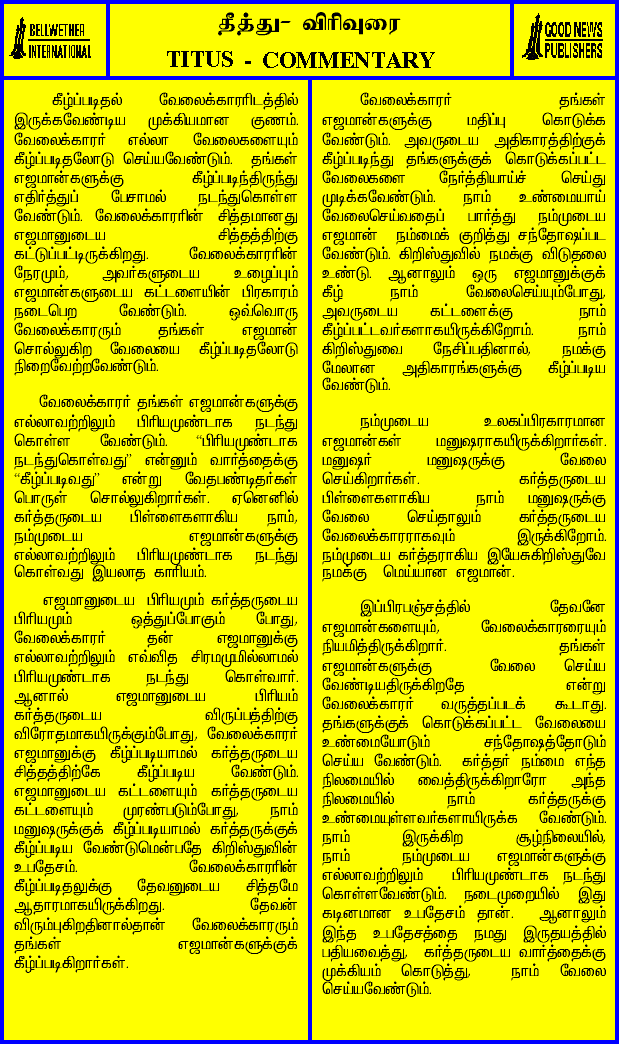 BELLWETHER
INTERNATIONAL
தீத்து- விரிவுரை
TITUS - COMMENTARY
GOOD NEWS
PUBLISHERS
கீழ்ப்படிதல் வேலைக்காரரிடத்தில்
இருக்கவேண்டிய முக்கியமான குணம்.
வேலைக்காரர் எல்லா வேலைகளையும்
கீழ்ப்படிதலோடு செய்யவேண்டும். தங்கள்
எஜமான்களுக்கு கீழ்ப்படிந்திருந்து
எதிர்த்துப் பேசாமல் நடந்துகொள்ள
வேண்டும். வேலைக்காரரின் சித்தமானது
எஜமானுடைய சித்தத்திற்கு
கட்டுப்பட்டிருக்கிறது. வேலைக்காரரின்
நேரமும், அவர்களுடைய உழைப்பும்
எஜமான்களுடைய கட்டளையின் பிரகாரம்
நடைபெற வேண்டும். ஒவ்வொரு
வேலைக்காரரும் தங்கள் எஜமான்
சொல்லுகிற வேலையை கீழ்ப்படிதலோடு
நிறைவேற்றவேண்டும்.
வேலைக்காரர் தங்கள் எஜமான்களுக்கு
எல்லாவற்றிலும் பிரியமுண்டாக நடந்து
கொள்ள வேண்டும். “பிரியமுண்டாக
நடந்துகொள்வது” என்னும் வார்த்தைக்கு
“கீழ்ப்படிவது” என்று வேதபண்டிதர்கள்
பொருள் சொல்லுகிறார்கள். ஏனெனில்
கர்த்தருடைய பிள்ளைகளாகிய நாம்,
நம்முடைய எஜமான்களுக்கு
எல்லாவற்றிலும் பிரியமுண்டாக நடந்து
கொள்வது இயலாத காரியம்.
எஜமானுடைய பிரியமும் கர்த்தருடைய
பிரியமும் ஒத்துப்போகும் போது,
வேலைக்காரர் தன் எஜமானுக்கு
எல்லாவற்றிலும் எவ்வித சிரமமுமில்லாமல்
பிரியமுண்டாக நடந்து கொள்வார்.
ஆனால் எஜமானுடைய பிரியம்
கர்த்தருடைய விருப்பத்திற்கு
விரோதமாகயிருக்கும்போது, வேலைக்காரர்
எஜமானுக்கு கீழ்ப்படியாமல் கர்த்தருடைய
சித்தத்திற்கே கீழ்ப்படிய வேண்டும்.
எஜமானுடைய கட்டளையும் கர்த்தருடைய
கட்டளையும் முரண்படும்போது, நாம்
மனுஷருக்குக் கீழ்ப்படியாமல் கர்த்தருக்குக்
கீழ்ப்படிய வேண்டுமென்பதே கிறிஸ்துவின்
உபதேசம். வேலைக்காரரின்
கீழ்ப்படிதலுக்கு தேவனுடைய சித்தமே
ஆதாரமாகயிருக்கிறது. தேவன்
விரும்புகிறதினால்தான் வேலைக்காரரும்
தங்கள் எஜமான்களுக்குக்
கீழ்ப்படிகிறார்கள்.
வேலைக்காரர் தங்கள்
எஜமான்களுக்கு மதிப்பு கொடுக்க
வேண்டும். அவருடைய அதிகாரத்திற்குக்
கீழ்ப்படிந்து தங்களுக்குக் கொடுக்கப்பட்ட
வேலைகளை நேர்த்தியாய்ச் செய்து
முடிக்கவேண்டும். நாம் உண்மையாய்
வேலைசெய்வதைப் பார்த்து நம்முடைய
எஜமான் நம்மைக் குறித்து சந்தோஷப்பட
வேண்டும். கிறிஸ்துவில் நமக்கு விடுதலை
உண்டு. ஆனாலும் ஒரு எஜமானுக்குக்
கீழ் நாம் வேலைசெய்யும்போது,
அவருடைய கட்டளைக்கு நாம்
கீழ்ப்பட்டவர்களாகயிருக்கிறோம். நாம்
கிறிஸ்துவை நேசிப்பதினால், நமக்கு
மேலான அதிகாரங்களுக்கு கீழ்ப்படிய
வேண்டும்.
நம்முடைய உலகப்பிரகாரமான
எஜமான்கள் மனுஷராகயிருக்கிறார்கள்.
மனுஷர் மனுஷருக்கு வேலை
செய்கிறார்கள். கர்த்தருடைய
பிள்ளைகளாகிய நாம் மனுஷருக்கு
வேலை செய்தாலும் கர்த்தருடைய
வேலைக்காரராகவும் இருக்கிறோம்.
நம்முடைய கர்த்தராகிய இயேசுகிறிஸ்துவே
நமக்கு மெய்யான எஜமான்.
இப்பிரபஞ்சத்தில் தேவனே
எஜமான்களையும், வேலைக்காரரையும்
நியமித்திருக்கிறார். தங்கள்
எஜமான்களுக்கு வேலை செய்ய
வேண்டியதிருக்கிறதே என்று
வேலைக்காரர் வருத்தப்படக் கூடாது.
தங்களுக்குக் கொடுக்கப்பட்ட வேலையை
உண்மையோடும் சந்தோஷத்தோடும்
செய்ய வேண்டும். கர்த்தர் நம்மை எந்த
நிலமையில் வைத்திருக்கிறாரோ அந்த
நிலமையில் நாம் கர்த்தருக்கு
உண்மையுள்ளவர்களாயிருக்க வேண்டும்.
நாம் இருக்கிற சூழ்நிலையில்,
நாம் நம்முடைய எஜமான்களுக்கு
எல்லாவற்றிலும் பிரியமுண்டாக நடந்து
கொள்ளவேண்டும். நடைமுறையில் இது
கடினமான உபதேசம் தான். ஆனாலும்
இந்த உபதேசத்தை நமது இருதயத்தில்
பதியவைத்து, கர்த்தருடைய வார்த்தைக்கு
முக்கியம் கொடுத்து, நாம் வேலை
செய்யவேண்டும்.